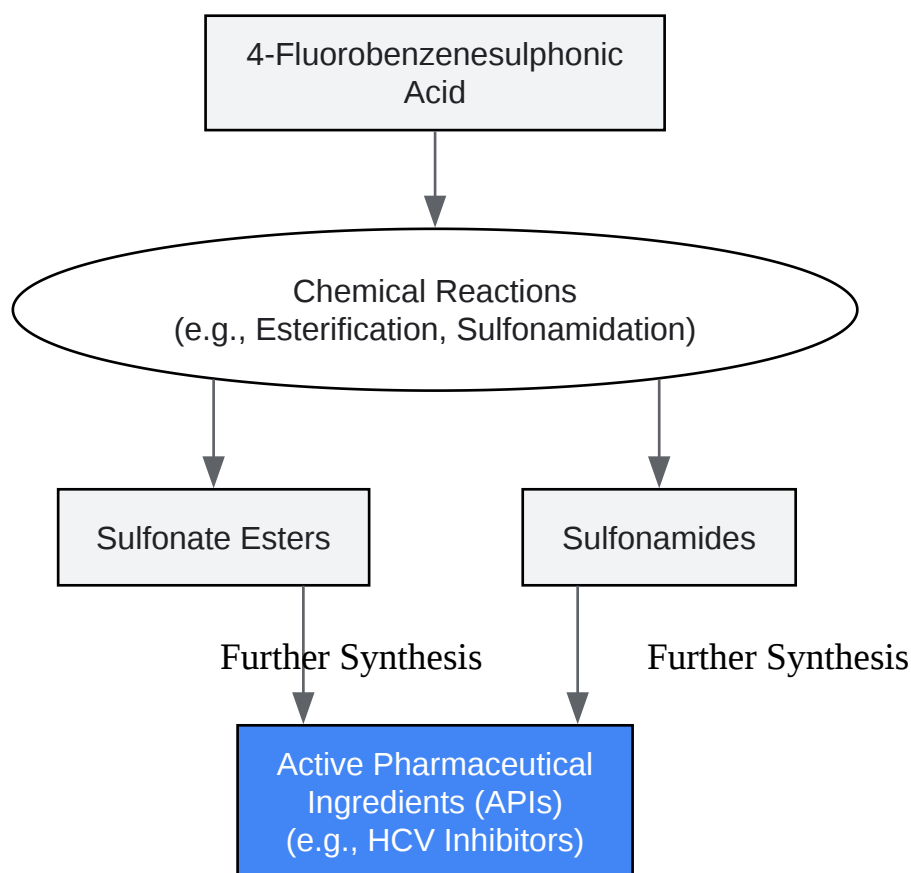 4-Fluorobenzenesulphonic
Acid
Chemical Reactions
(e.g., Esterification, Sulfonamidation)
Sulfonate Esters
Sulfonamides
Further Synthesis
Further Synthesis
Active Pharmaceutical
Ingredients (APIs)
(e.g., HCV Inhibitors)